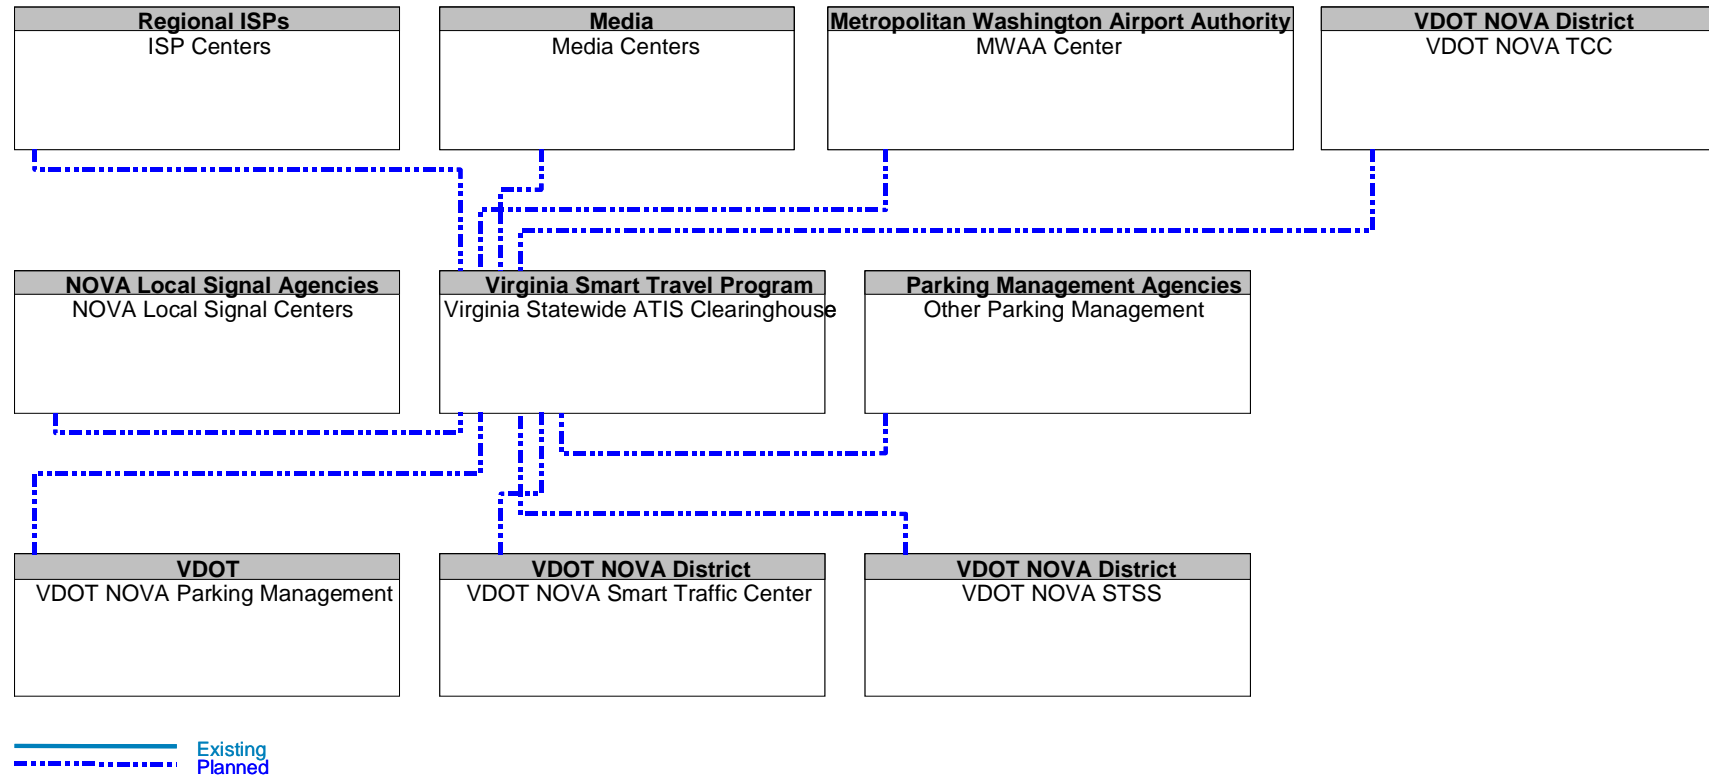 Regional ISPs
ISP Centers
Media
Media Centers
Metropolitan Washington Airport Authority
MWAA Center
VDOT NOVA District
VDOT NOVA TCC
NOVA Local Signal Agencies
NOVA Local Signal Centers
Virginia Smart Travel Program
Virginia Statewide ATIS Clearinghouse
Parking Management Agencies
Other Parking Management
VDOT
VDOT NOVA Parking Management
VDOT NOVA District
VDOT NOVA Smart Traffic Center
VDOT NOVA District
VDOT NOVA STSS
Existing
Planned